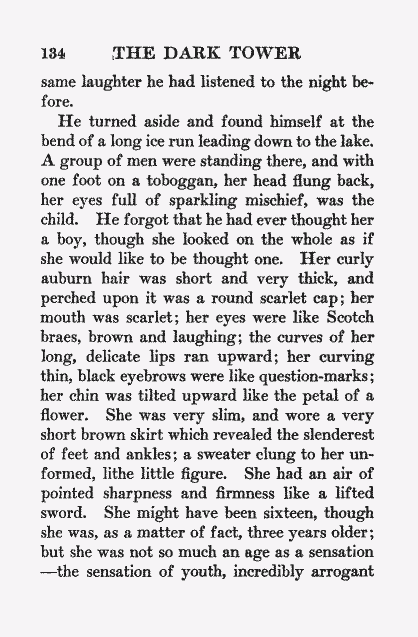 134 THE DARK TOWER
same laughter he had listened to the night be-
fore.
He turned aside and found himself at the
bend of a long ice run leading down to the lake.
A group of men were standing there, and with
one foot on a toboggan, her head flung back,
her eyes full of sparkling mischief, was the
child. He forgot that he had ever thought her
a boy, though she looked on the whole as if
she would like to be thought one. Her curly
auburn hair was short and very thick, and
perched upon it was a round scarlet cap; her
mouth was scarlet; her eyes were like Scotch
braes, brown and laughing; the curves of her
long, delicate lips ran upward; her curving
thin, black eyebrows were like question-marks;
her chin was tilted upward like the petal of a
flower. She was very slim, and wore a very
short brown skirt which revealed the slenderest
of feet and ankles; a sweater clung to her un-
formed, lithe little figure. She had an air of
pointed sharpness and firmness like a lifted
sword. She might have been sixteen, though
she was, as a matter of fact, three years older;
but she was not so much an age as a sensation
—the sensation of youth, incredibly arrogant